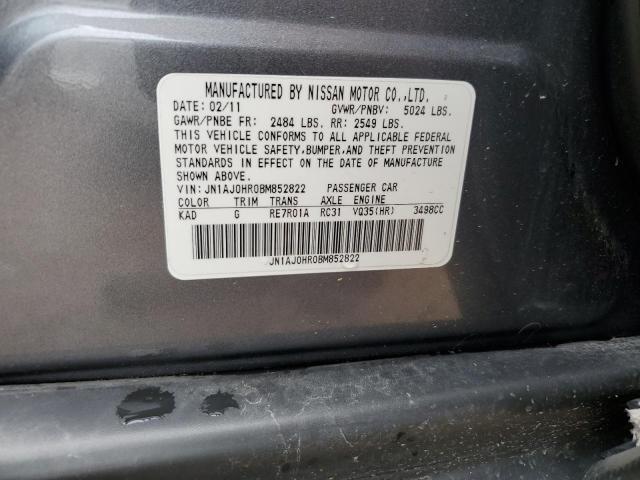 MANUFACTURED BY NISSAN MOTOR CO.,LTD.
DATE: 02/11 GVWR/PNBV: 5024 LBS.
GAWR/PNBE FR: 2484 LBS. RR: 2549 LBS.
THIS VEHICLE CONFORMS TO ALL APPLICABLE FEDERAL
MOTOR VEHICLE SAFETY,BUMPER,AND THEFT PREVENTION
STANDARDS IN EFFECT ON THE DATE OF MANUFACTURE
SHOWN ABOVE.
VIN: JN1AJ0HR0BM852822 PASSENGER CAR
COLOR TRIM TRANS AXLE ENGINE
KAD G RE7R01A RC31 VQ35(HR) 3498CC
JN1AJ0HR0BM852822